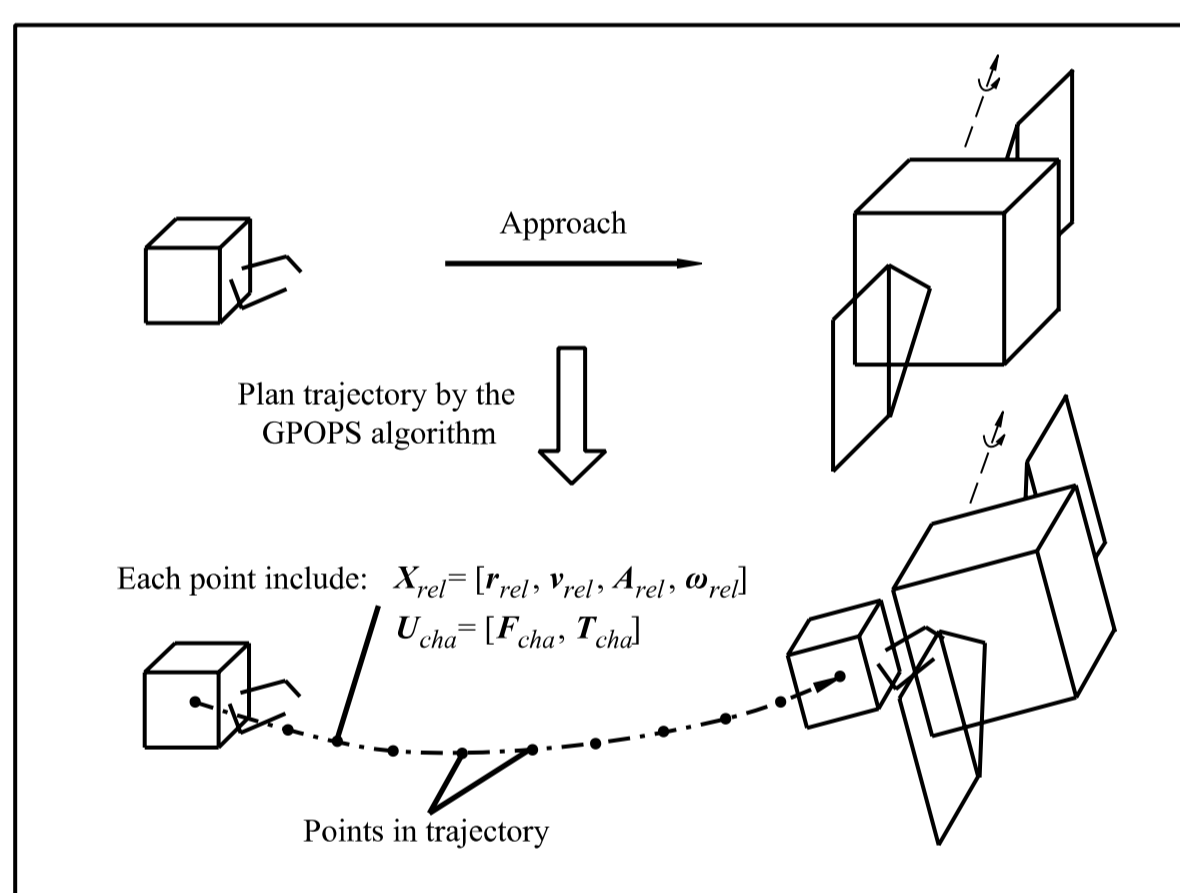 Approach
Plan trajectory by the
GPOPS algorithm
Each point include: X_rel=[r_rel, v_rel, A_rel, ω_rel]
U_cha=[F_cha, T_cha]
Points in trajectory